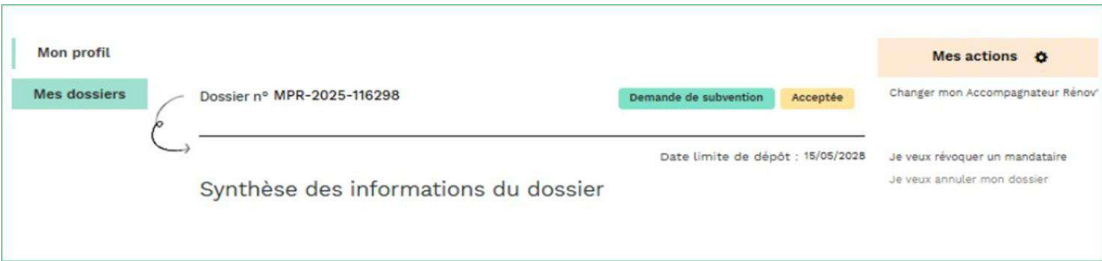 Mon profil
Mes dossiers
Dossier n° MPR-2025-116298
Demande de subvention
Acceptée
Date limite de dépôt : 15/05/2028
Synthèse des informations du dossier
Mes actions
Changer mon Accompagnateur Rénov'
Je veux révoquer un mandataire
Je veux annuler mon dossier